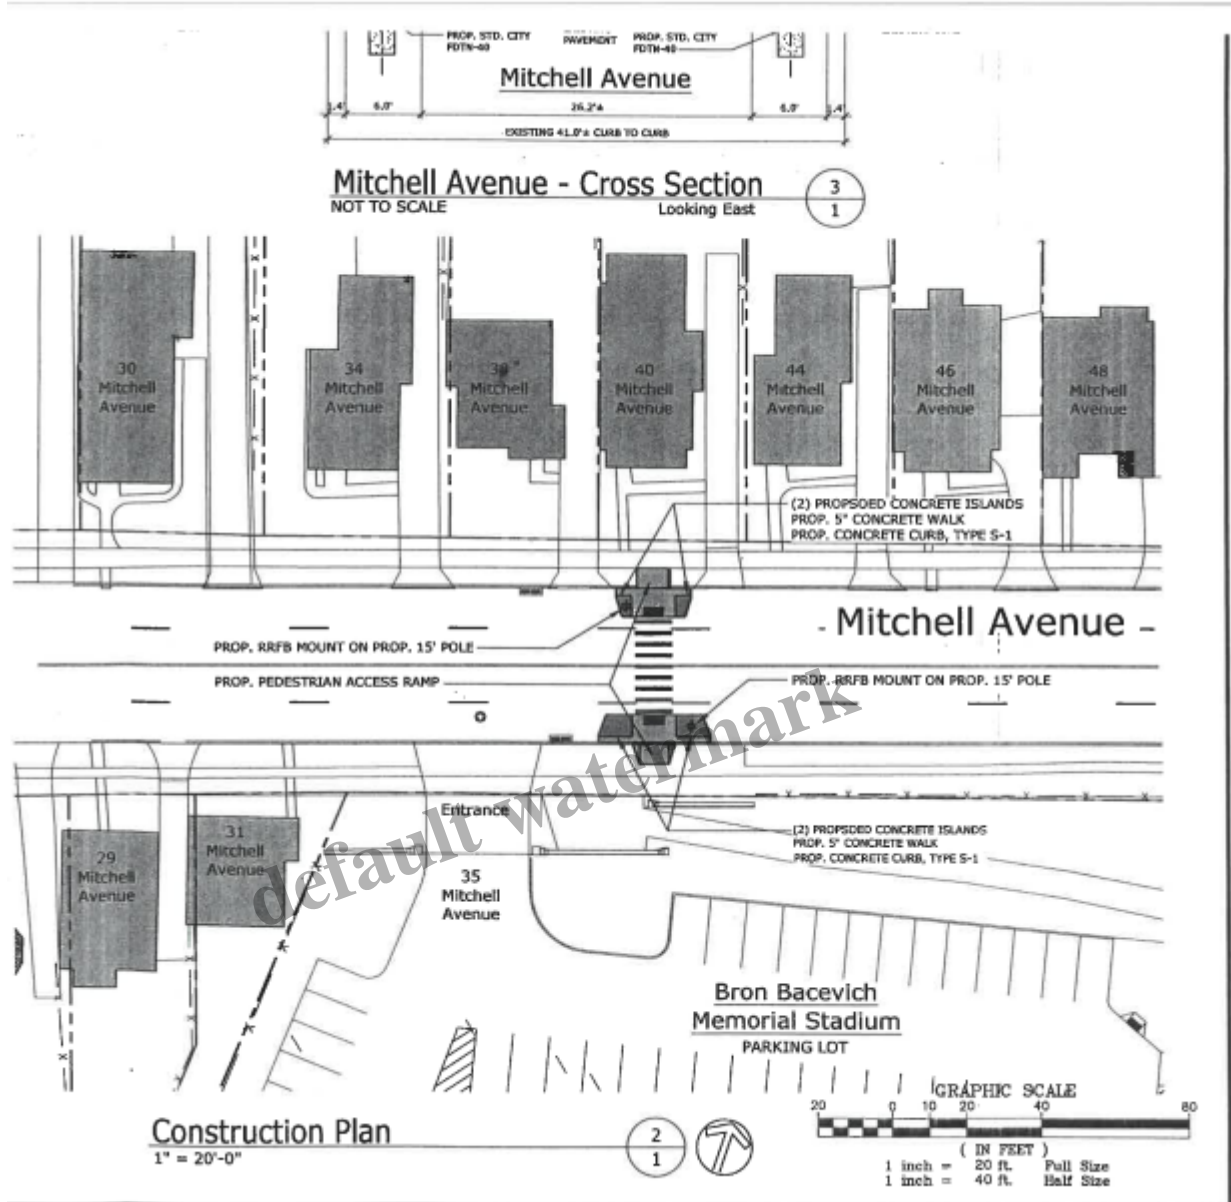 PROP. STD. CITY
FDTN-40
PAVEMENT
PROP. STD. CITY
FDTN-40
Mitchell Avenue
1.4' 6.0' 26.2'± 6.0' 1.4'
EXISTING 41.0'± CURB TO CURB
Mitchell Avenue - Cross Section
NOT TO SCALE
Looking East
3
1
30
Mitchell
Avenue
34
Mitchell
Avenue
Mitchell
Avenue
40
Mitchell
Avenue
44
Mitchell
Avenue
46
Mitchell
Avenue
48
Mitchell
Avenue
(2) PROPSDED CONCRETE ISLANDS
PROP. 5" CONCRETE WALK
PROP. CONCRETE CURB, TYPE S-1
Mitchell Avenue
PROP. RRFB MOUNT ON PROP. 15' POLE
PROP. PEDESTRIAN ACCESS RAMP
PROP. RRFB MOUNT ON PROP. 15' POLE
default watermark
Entrance
29
Mitchell
Avenue
31
Mitchell
Avenue
35
Mitchell
Avenue
(2) PROPSDED CONCRETE ISLANDS
PROP. 5" CONCRETE WALK
PROP. CONCRETE CURB, TYPE S-1
Bron Bacevich
Memorial Stadium
PARKING LOT
Construction Plan
1" = 20'-0"
2
1
GRAPHIC SCALE
20 0 10 20 40 80
( IN FEET )
1 inch = 20 ft. Full Size
1 inch = 40 ft. Half Size